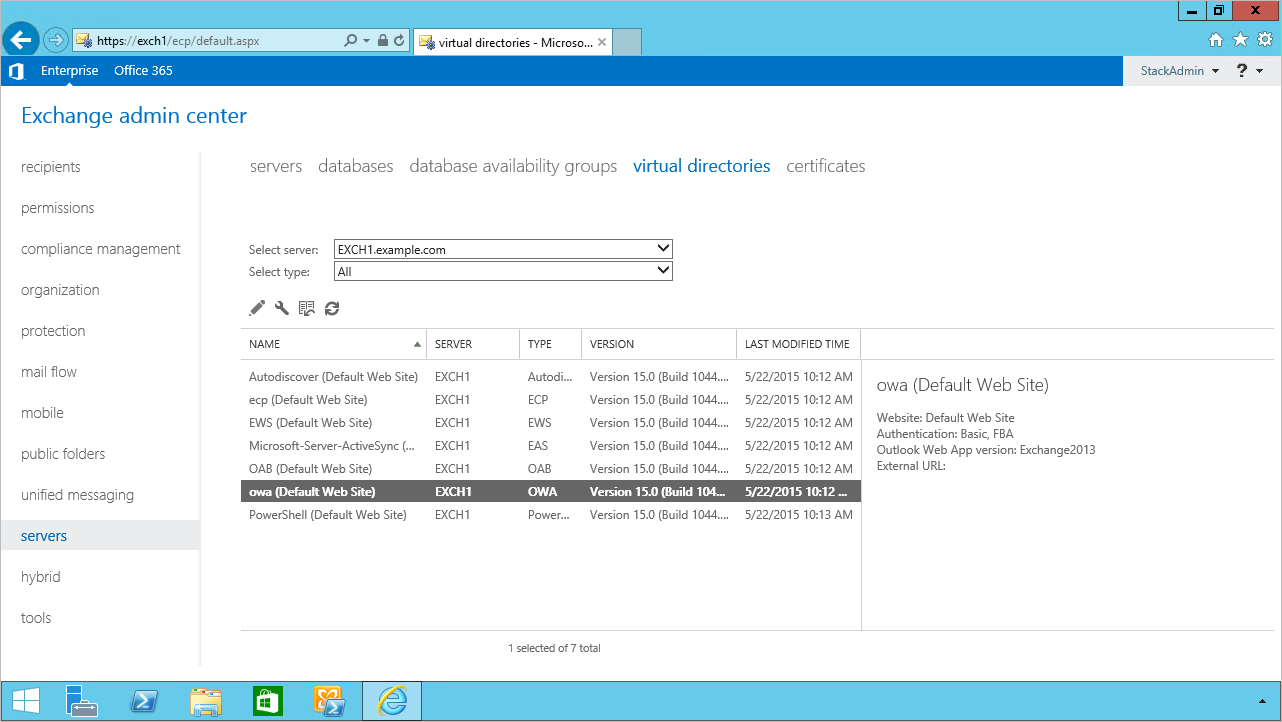 https://exch1/ecp/default.aspx
virtual directories - Microso...
Enterprise Office 365
StackAdmin ?
Exchange admin center
recipients
permissions
compliance management
organization
protection
mail flow
mobile
public folders
unified messaging
servers
hybrid
tools
servers databases database availability groups virtual directories certificates
Select server: EXCH1.example.com
Select type: All
NAME SERVER TYPE VERSION LAST MODIFIED TIME
Autodiscover (Default Web Site) EXCH1 Autodi... Version 15.0 (Build 1044.... 5/22/2015 10:12 AM
ecp (Default Web Site) EXCH1 ECP Version 15.0 (Build 1044.... 5/22/2015 10:12 AM
EWS (Default Web Site) EXCH1 EWS Version 15.0 (Build 1044.... 5/22/2015 10:12 AM
Microsoft-Server-ActiveSync (... EXCH1 EAS Version 15.0 (Build 1044.... 5/22/2015 10:12 AM
OAB (Default Web Site) EXCH1 OAB Version 15.0 (Build 1044.... 5/22/2015 10:12 AM
owa (Default Web Site) EXCH1 OWA Version 15.0 (Build 104... 5/22/2015 10:12 ...
PowerShell (Default Web Site) EXCH1 Power... Version 15.0 (Build 1044.... 5/22/2015 10:13 AM
owa (Default Web Site)
Website: Default Web Site
Authentication: Basic, FBA
Outlook Web App version: Exchange2013
External URL:
1 selected of 7 total